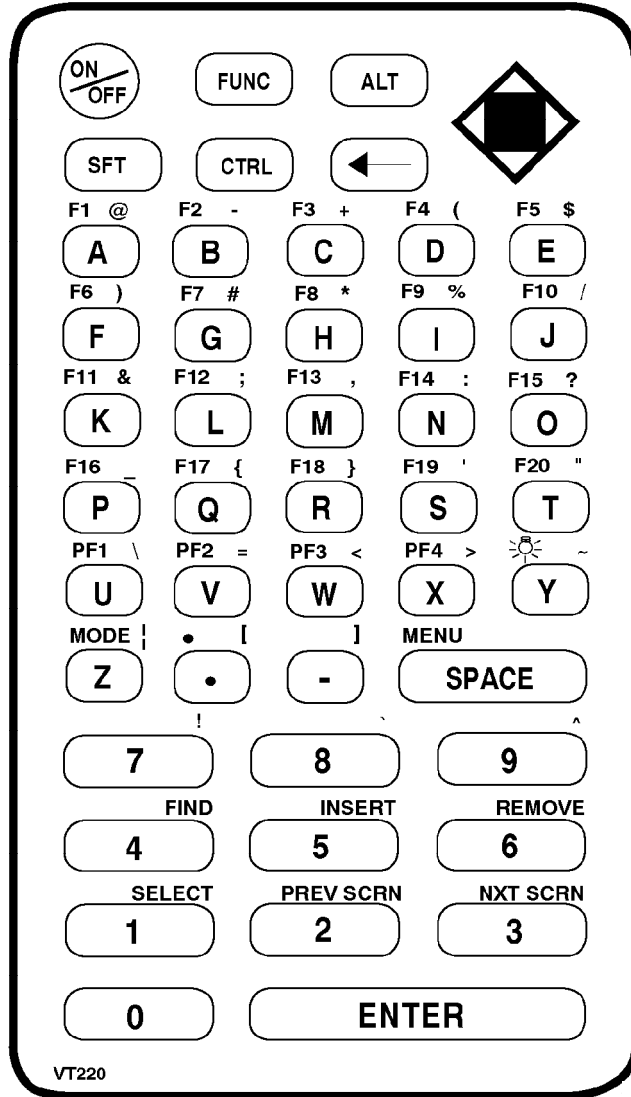 ON
OFF
FUNC ALT
SFT CTRL
F1 @ F2 - F3 + F4 ( F5 $
A B C D E
F6 ) F7 # F8 * F9 % F10 /
F G H I J
F11 & F12 ; F13 , F14 : F15 ?
K L M N O
F16 _ F17 { F18 } F19 ' F20 "
P Q R S T
PF1 \ PF2 = PF3 < PF4 > ~
U V W X Y
MODE ¦ • [ ] MENU
Z • - SPACE
! ` ^
7 8 9
FIND INSERT REMOVE
4 5 6
SELECT PREV SCRN NXT SCRN
1 2 3
0 ENTER
VT220